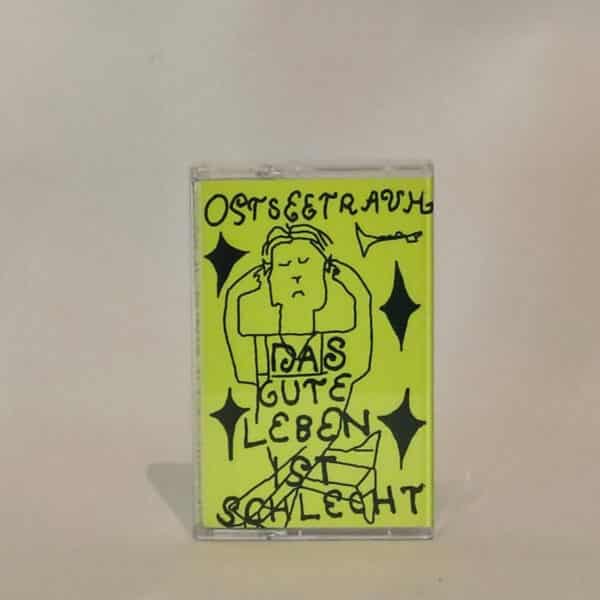 OSTSEETRAUM
DAS
GUTE
LEBEN
IST
SCHLECHT